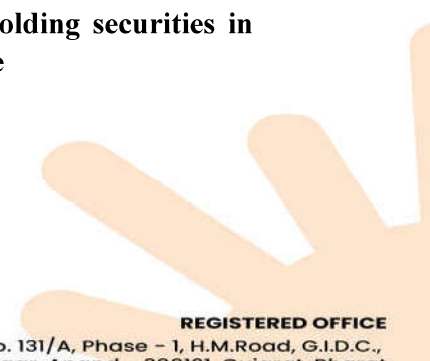 olding securities in
e
REGISTERED OFFICE
o. 131/A, Phase - 1, H.M.Road, G.I.D.C.,